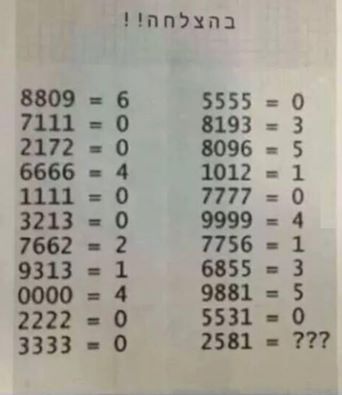 בהצלחה!!
8809 = 6
7111 = 0
2172 = 0
6666 = 4
1111 = 0
3213 = 0
7662 = 2
9313 = 1
0000 = 4
2222 = 0
3333 = 0
5555 = 0
8193 = 3
8096 = 5
1012 = 1
7777 = 0
9999 = 4
7756 = 1
6855 = 3
9881 = 5
5531 = 0
2581 = ???